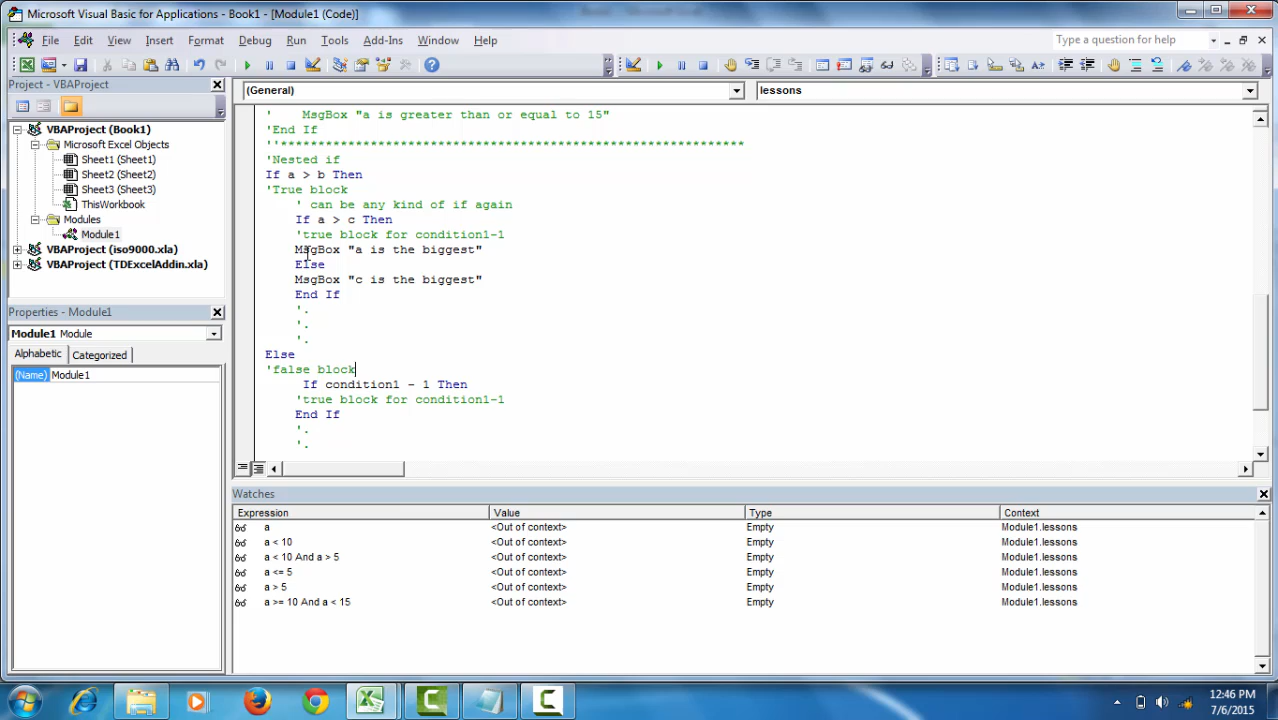 Microsoft Visual Basic for Applications - Book1 - [Module1 (Code)]
File Edit View Insert Format Debug Run Tools Add-Ins Window Help
Type a question for help
Project - VBAProject
VBAProject (Book1)
Microsoft Excel Objects
Sheet1 (Sheet1)
Sheet2 (Sheet2)
Sheet3 (Sheet3)
ThisWorkbook
Modules
Module1
VBAProject (iso9000.xla)
VBAProject (TDExcelAddin.xla)
Properties - Module1
Module1 Module
Alphabetic Categorized
(Name) Module1
(General) lessons
'    MsgBox "a is greater than or equal to 15"
'End If
''**************************************************************
'Nested if
If a > b Then
'True block
' can be any kind of if again
If a > c Then
'true block for condition1-1
MsgBox "a is the biggest"
Else
MsgBox "c is the biggest"
End If
'.
'.
'.
Else
'false block
If condition1 - 1 Then
'true block for condition1-1
End If
'.
'.
Watches
Expression Value Type Context
a <Out of context> Empty Module1.lessons
a < 10 <Out of context> Empty Module1.lessons
a < 10 And a > 5 <Out of context> Empty Module1.lessons
a <= 5 <Out of context> Empty Module1.lessons
a > 5 <Out of context> Empty Module1.lessons
a >= 10 And a < 15 <Out of context> Empty Module1.lessons
12:46 PM
7/6/2015